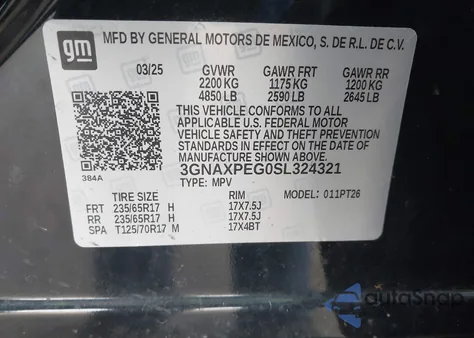 gm
MFD BY GENERAL MOTORS DE MEXICO, S. DE R.L. DE C.V.
03/25 GVWR GAWR FRT GAWR RR
2200 KG 1175 KG 1200 KG
4850 LB 2590 LB 2645 LB
THIS VEHICLE CONFORMS TO ALL
APPLICABLE U.S. FEDERAL MOTOR
VEHICLE SAFETY AND THEFT PREVENTION
STANDARDS IN EFFECT ON THE DATE OF
MANUFACTURE SHOWN ABOVE.
3GNAXPEG0SL324321
384A TYPE: MPV
TIRE SIZE RIM MODEL: 011PT26
FRT 235/65R17 H 17X7.5J
RR 235/65R17 H 17X7.5J
SPA T125/70R17 M 17X4BT
autoSnap